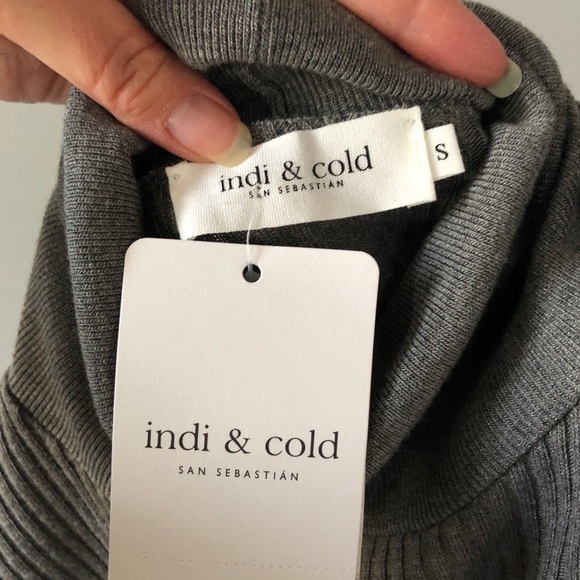 indi & cold
SAN SEBASTIÁN
S
indi & cold
SAN SEBASTIÁN